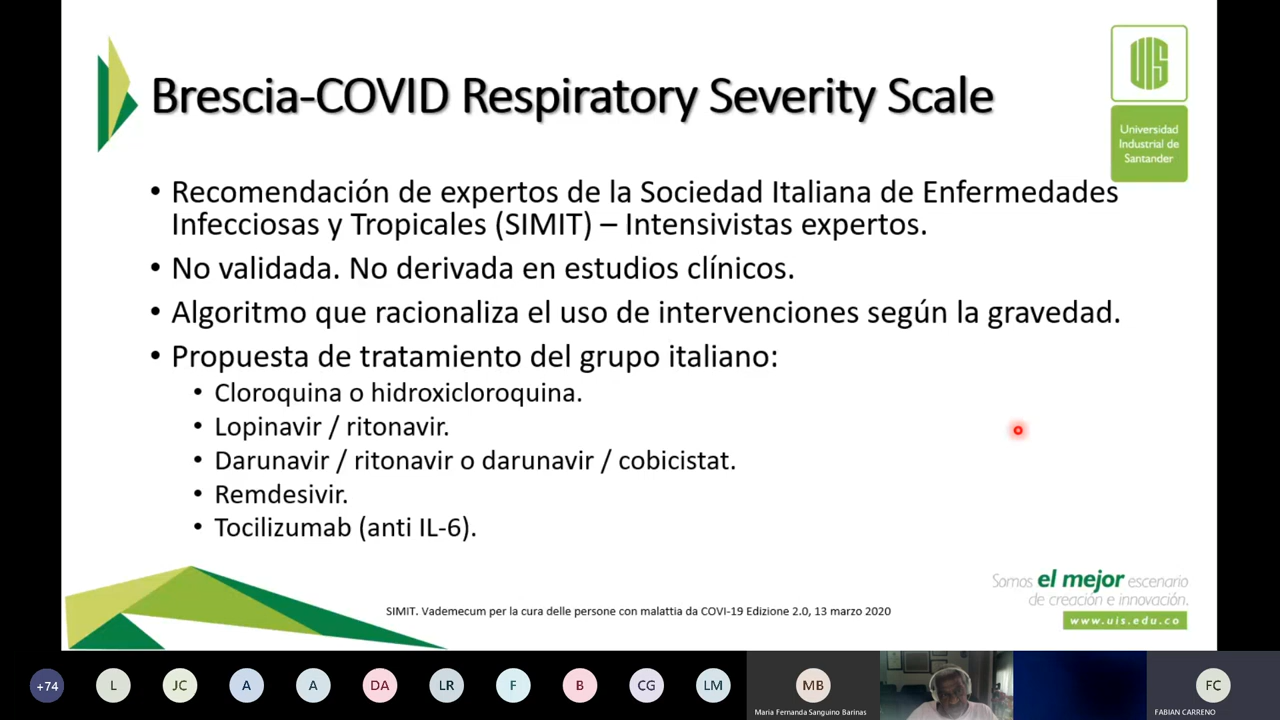 Brescia-COVID Respiratory Severity Scale
UIS
Universidad
Industrial de
Santander
• Recomendación de expertos de la Sociedad Italiana de Enfermedades
Infecciosas y Tropicales (SIMIT) – Intensivistas expertos.
• No validada. No derivada en estudios clínicos.
• Algoritmo que racionaliza el uso de intervenciones según la gravedad.
• Propuesta de tratamiento del grupo italiano:
• Cloroquina o hidroxicloroquina.
• Lopinavir / ritonavir.
• Darunavir / ritonavir o darunavir / cobicistat.
• Remdesivir.
• Tocilizumab (anti IL-6).
SIMIT. Vademecum per la cura delle persone con malattia da COVI-19 Edizione 2.0, 13 marzo 2020
Somos el mejor escenario
de creación e innovación.
www.uis.edu.co
+74 L JC A A DA LR F B CG LM MB FC
Maria Fernanda Sanguino Barinas
FABIAN CARRENO